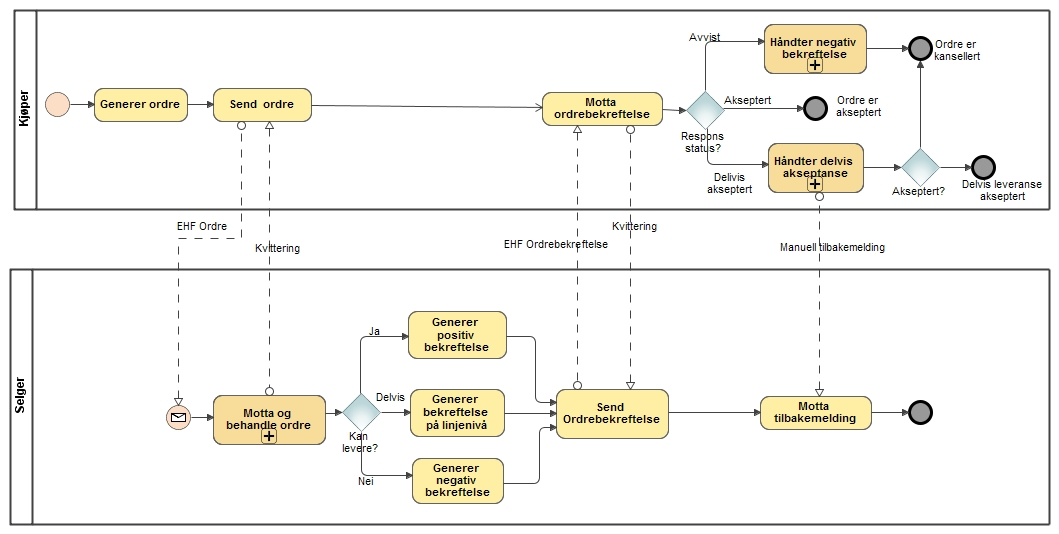 Kjøper
Generer ordre
Send ordre
Motta
ordrebekreftelse
Respons
status?
Avvist
Håndter negativ
bekreftelse
Ordre er
kansellert
Akseptert
Ordre er
akseptert
Delivis
akseptert
Håndter delvis
akseptanse
Akseptert?
Delvis leveranse
akseptert
EHF Ordre
Kvittering
EHF Ordrebekreftelse
Kvittering
Manuell tilbakemelding
Selger
Motta og
behandle ordre
Kan
levere?
Ja
Generer
positiv
bekreftelse
Delvis
Generer
bekreftelse
på linjenivå
Nei
Generer
negativ
bekreftelse
Send
Ordrebekreftelse
Motta
tilbakemelding